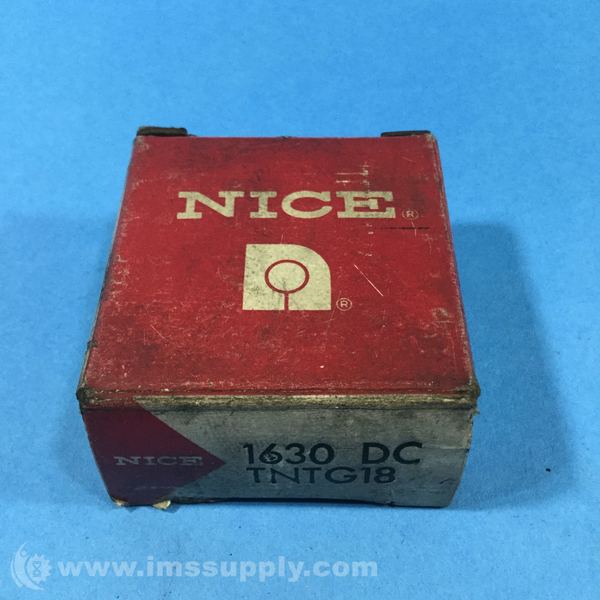 NICE ®
®
NICE
1630 DC
TNTG18
www.imssupply.com